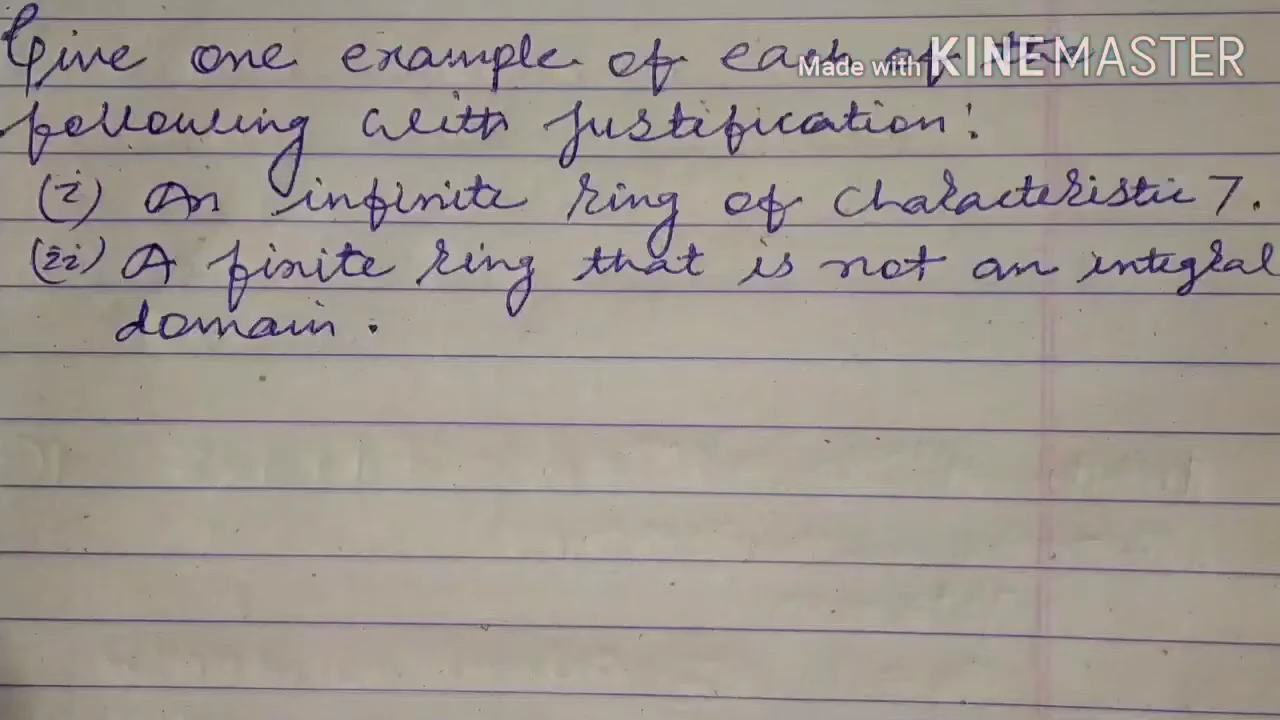 Give one example of each of the
Made with KINEMASTER
following with justification:
(i) An infinite ring of characteristic 7.
(ii) A finite ring that is not an integral
domain.